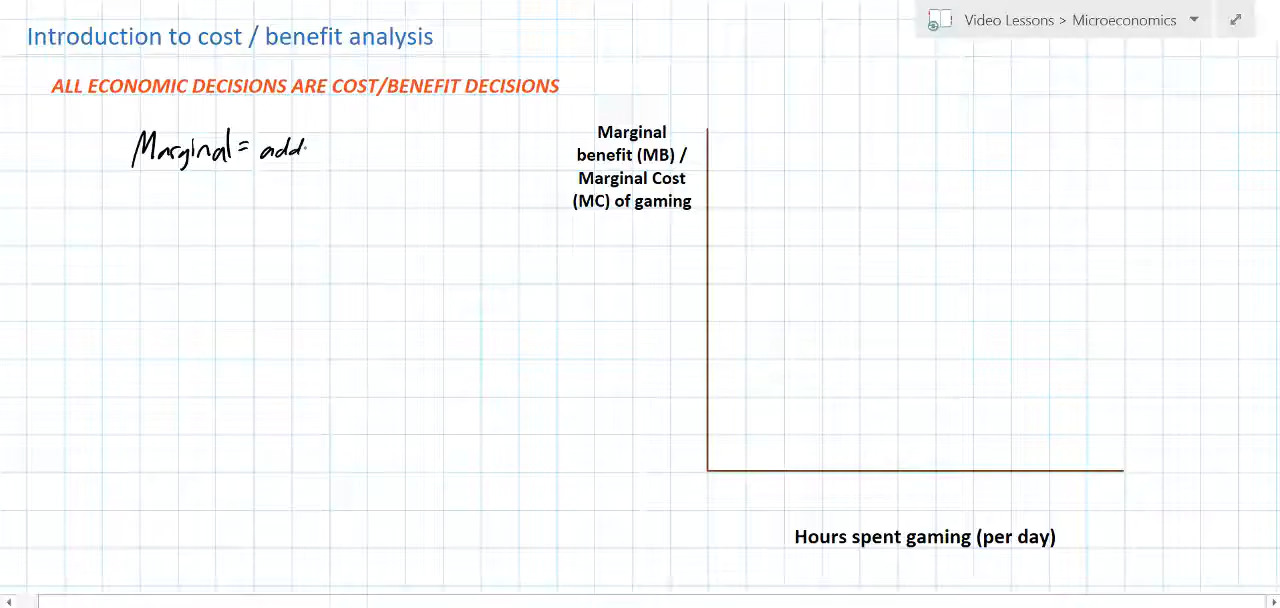 Introduction to cost / benefit analysis
Video Lessons > Microeconomics
ALL ECONOMIC DECISIONS ARE COST/BENEFIT DECISIONS
Marginal = add
Marginal
benefit (MB) /
Marginal Cost
(MC) of gaming
Hours spent gaming (per day)